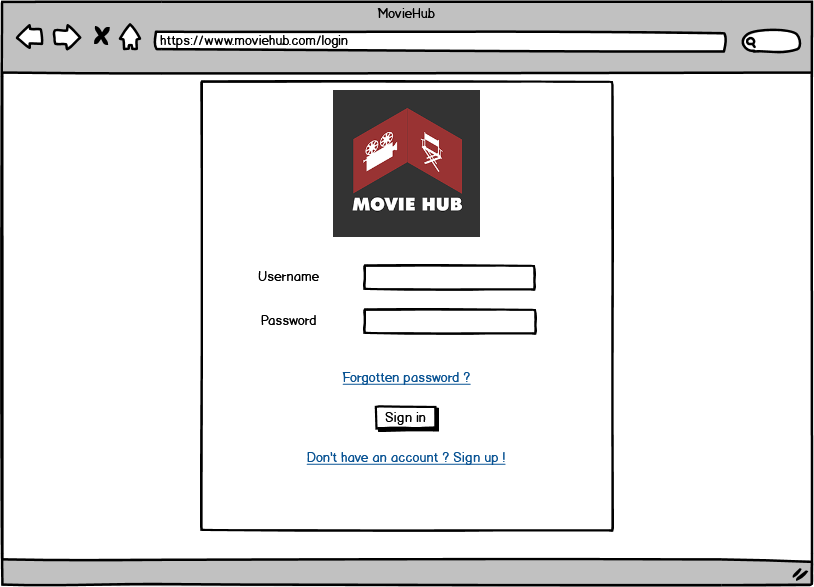 MovieHub
https://www.moviehub.com/login
MOVIE HUB
Username
Password
Forgotten password ?
Sign in
Don't have an account ? Sign up !